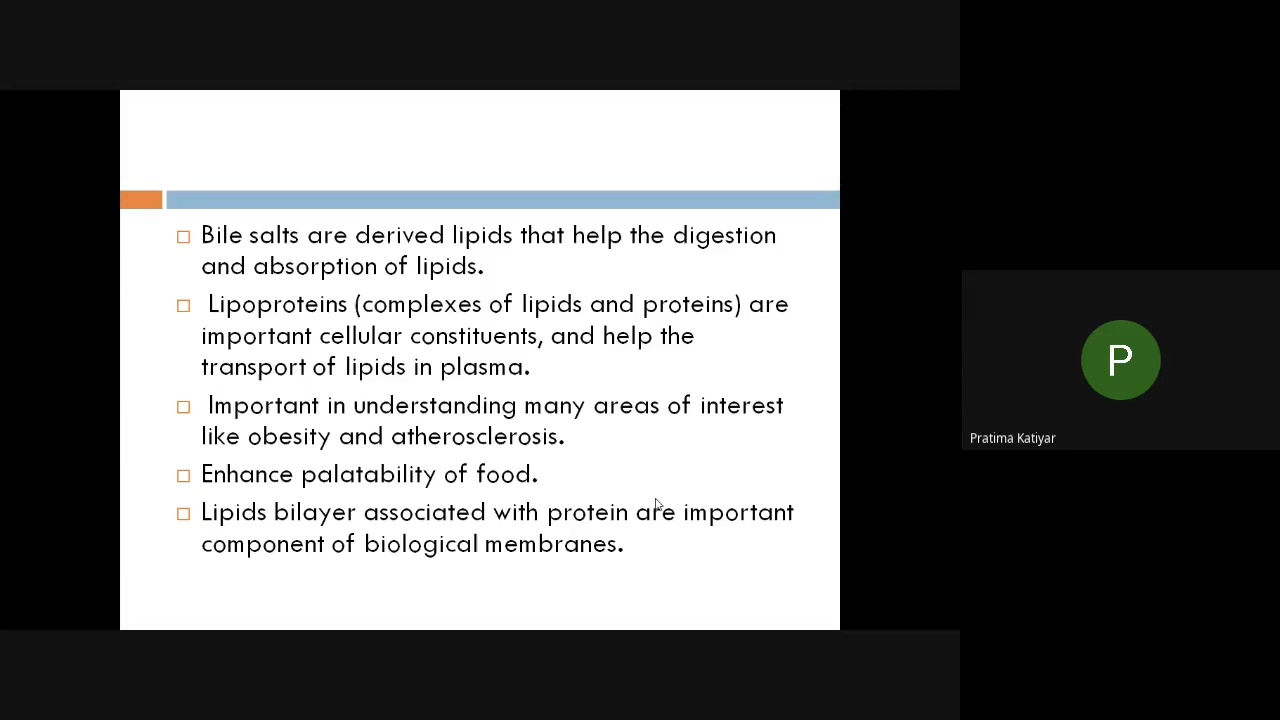 Bile salts are derived lipids that help the digestion
and absorption of lipids.
Lipoproteins (complexes of lipids and proteins) are
important cellular constituents, and help the
transport of lipids in plasma.
Important in understanding many areas of interest
like obesity and atherosclerosis.
Enhance palatability of food.
Lipids bilayer associated with protein are important
component of biological membranes.
P
Pratima Katiyar